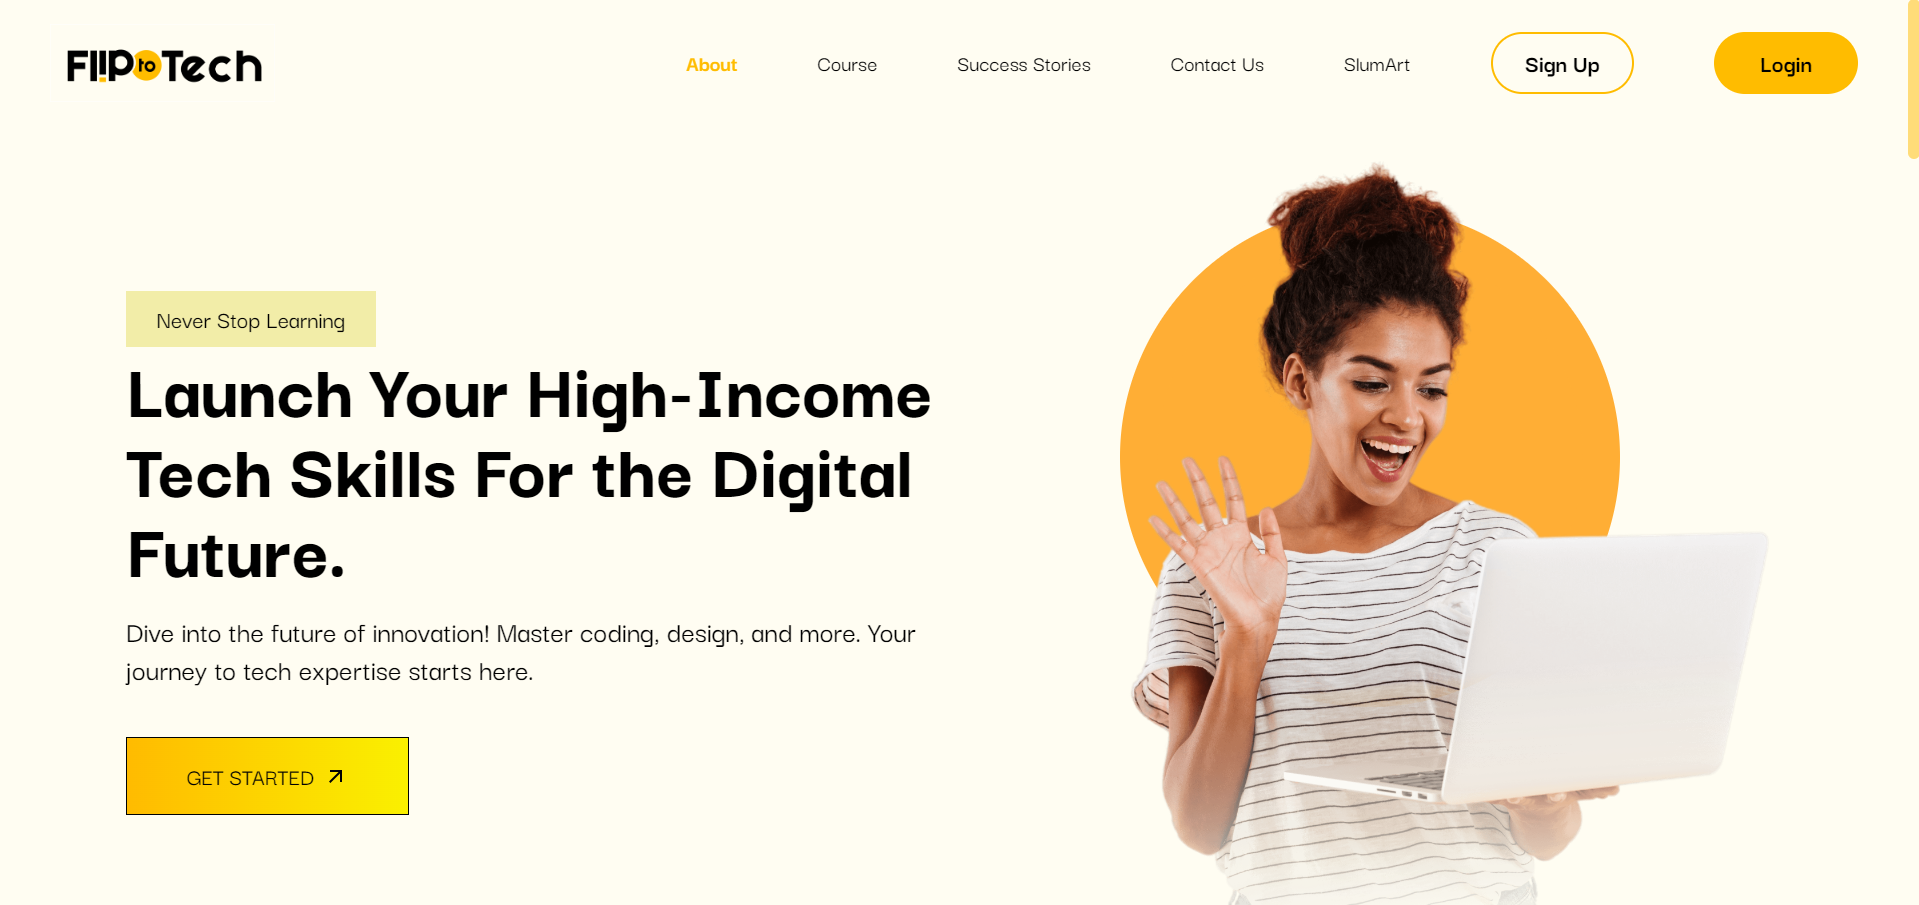 FliptoTech
About
Course
Success Stories
Contact Us
SlumArt
Sign Up
Login
Never Stop Learning
Launch Your High-Income
Tech Skills For the Digital
Future.
Dive into the future of innovation! Master coding, design, and more. Your
journey to tech expertise starts here.
GET STARTED